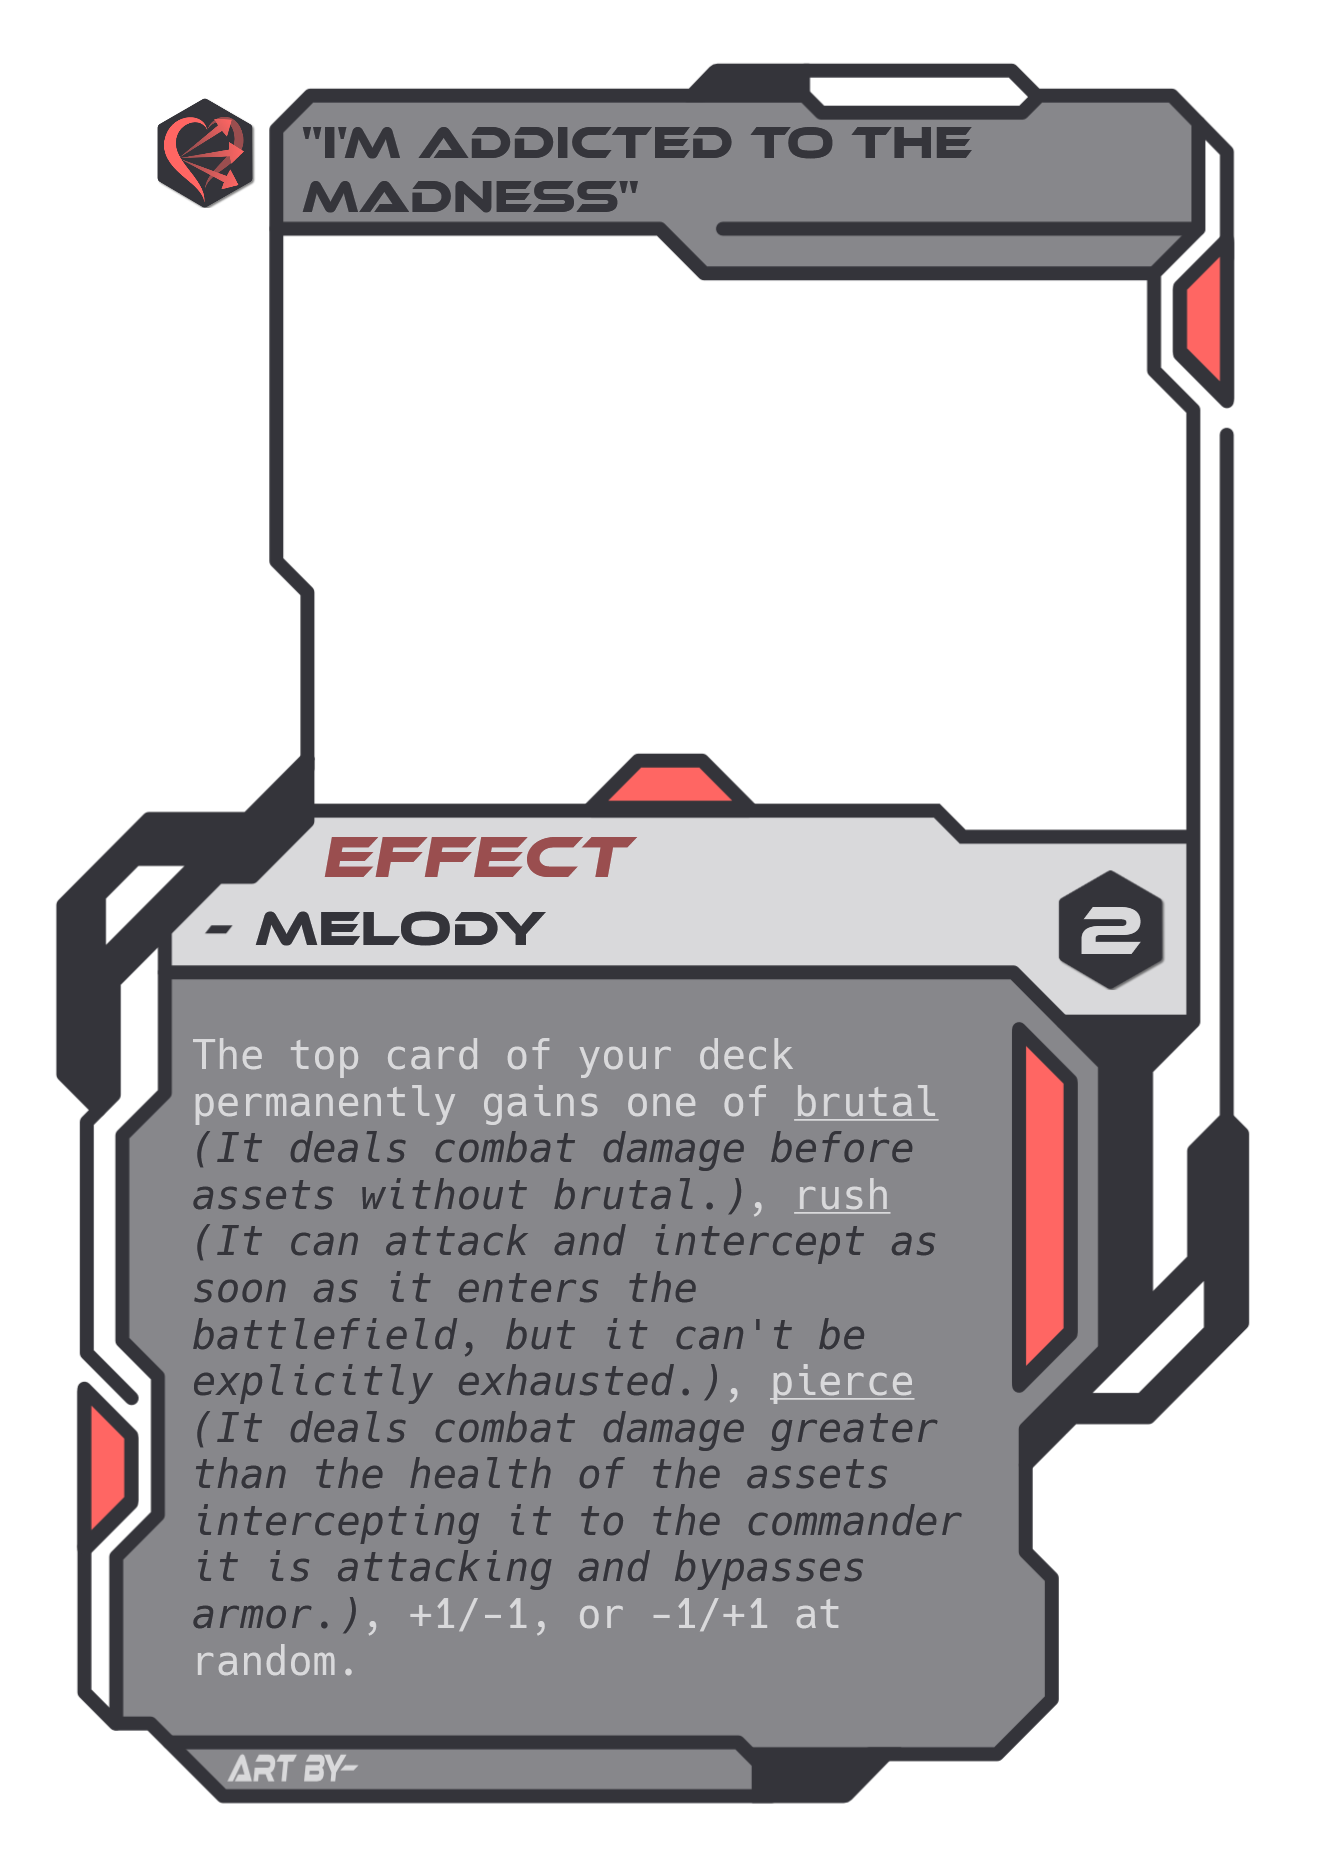 "I'M ADDICTED TO THE
MADNESS"
EFFECT
- MELODY
2
The top card of your deck
permanently gains one of brutal
(It deals combat damage before
assets without brutal.), rush
(It can attack and intercept as
soon as it enters the
battlefield, but it can't be
explicitly exhausted.), pierce
(It deals combat damage greater
than the health of the assets
intercepting it to the commander
it is attacking and bypasses
armor.), +1/-1, or -1/+1 at
random.
ART BY-